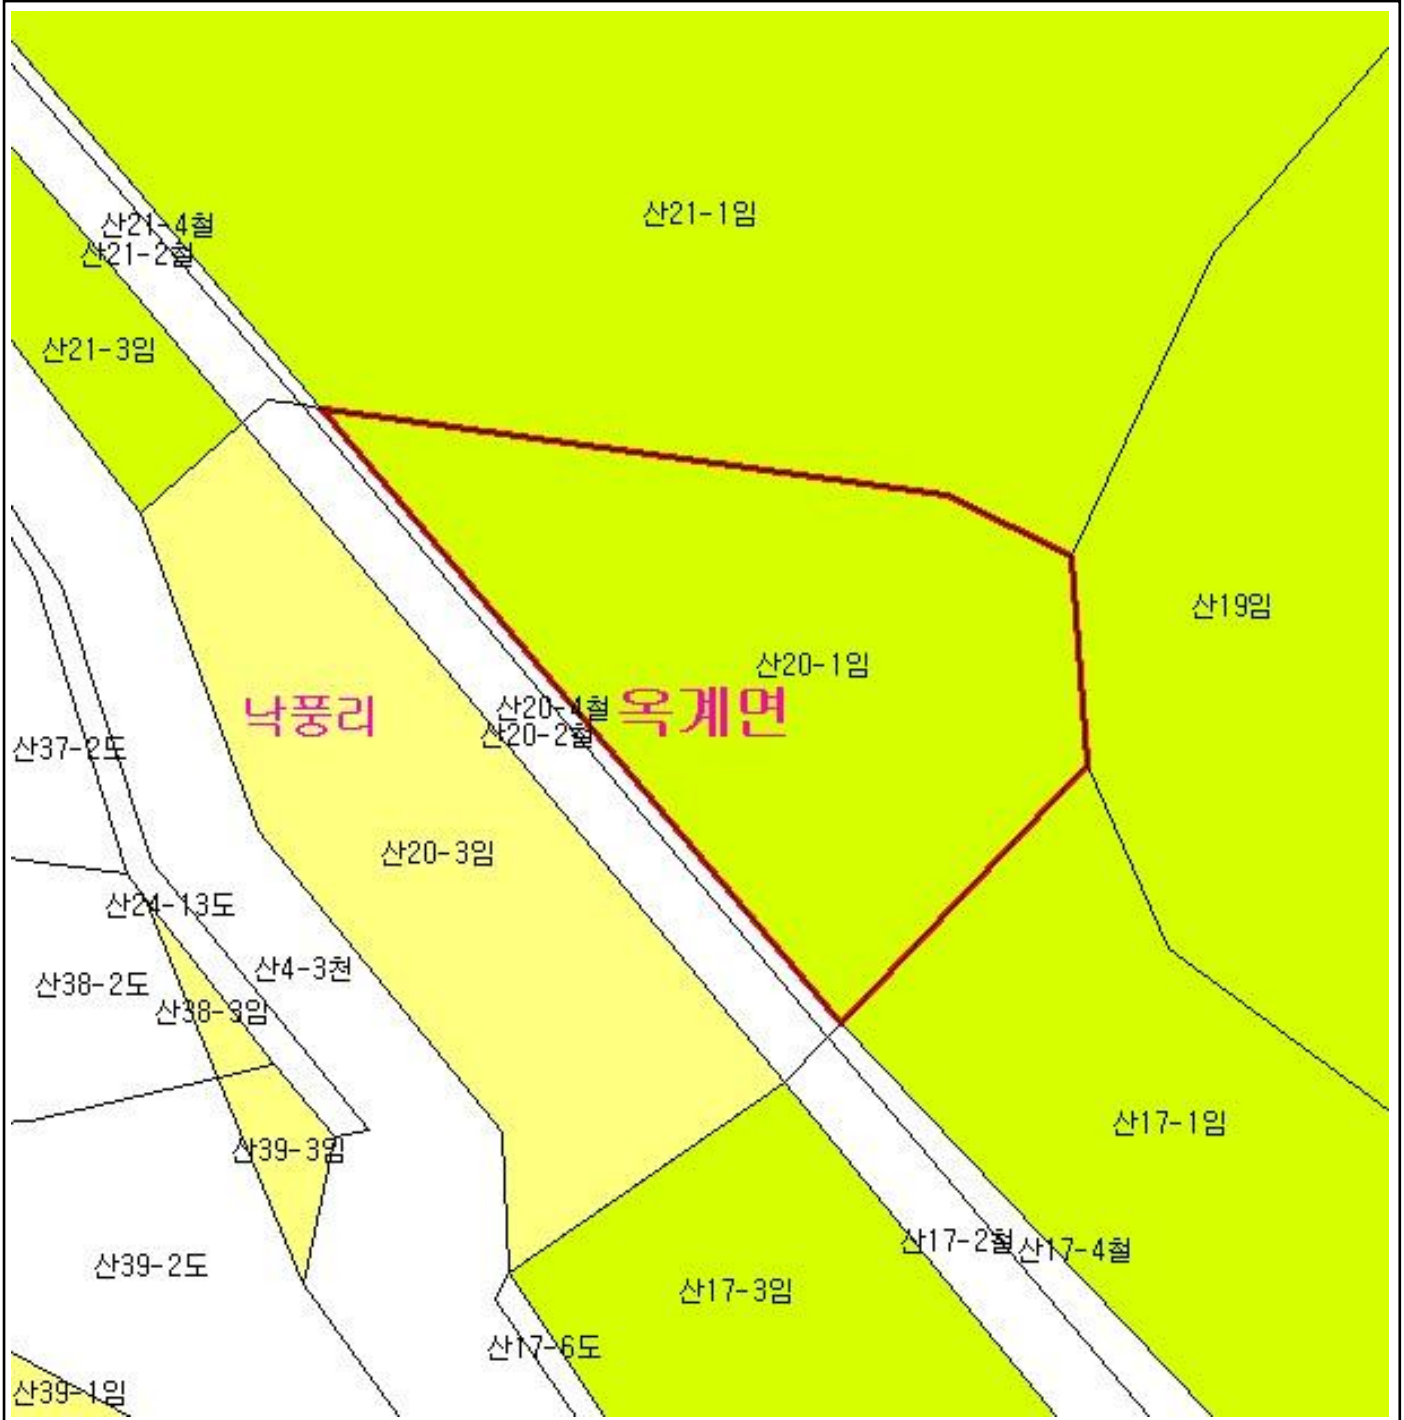 산21-1임
산21-4철
산21-2철
산21-3임
산19임
산20-1임
산20-4철
옥계면
낙풍리
산20-2철
산37-2도
산20-3임
산24-13도
산4-3천
산38-2도
산38-3임
산17-1임
산39-3임
산17-2철
산17-4철
산39-2도
산17-3임
산17-6도
산39-1임